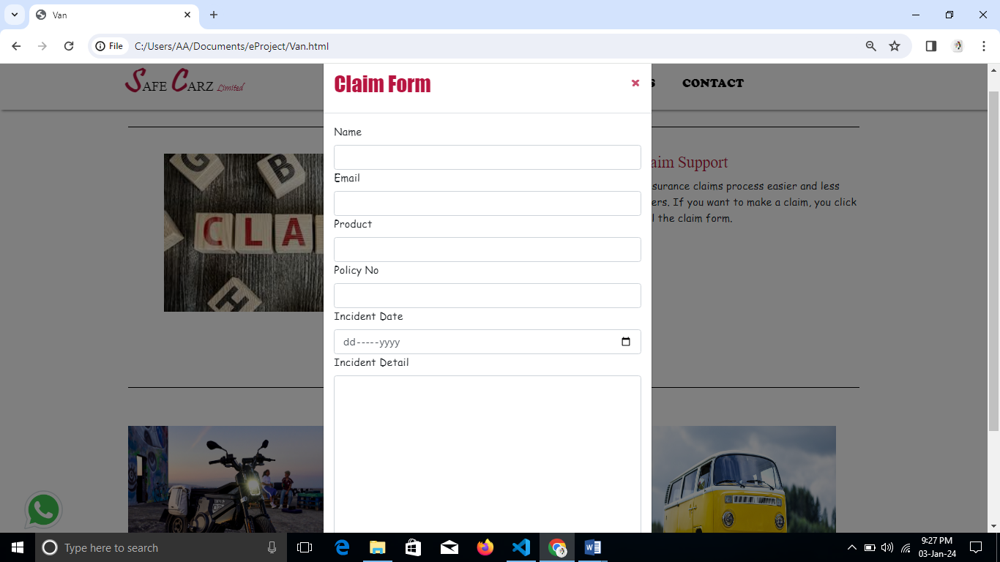 Van
File
C:/Users/AA/Documents/eProject/Van.html
SAFE CARZ Limited
S CONTACT
Claim Form
Name
Email
Product
Policy No
Incident Date
dd-----yyyy
Incident Detail
G B
CLA
H
aim Support
surance claims process easier and less
ers. If you want to make a claim, you click
l the claim form.
Type here to search
9:27 PM
03-Jan-24